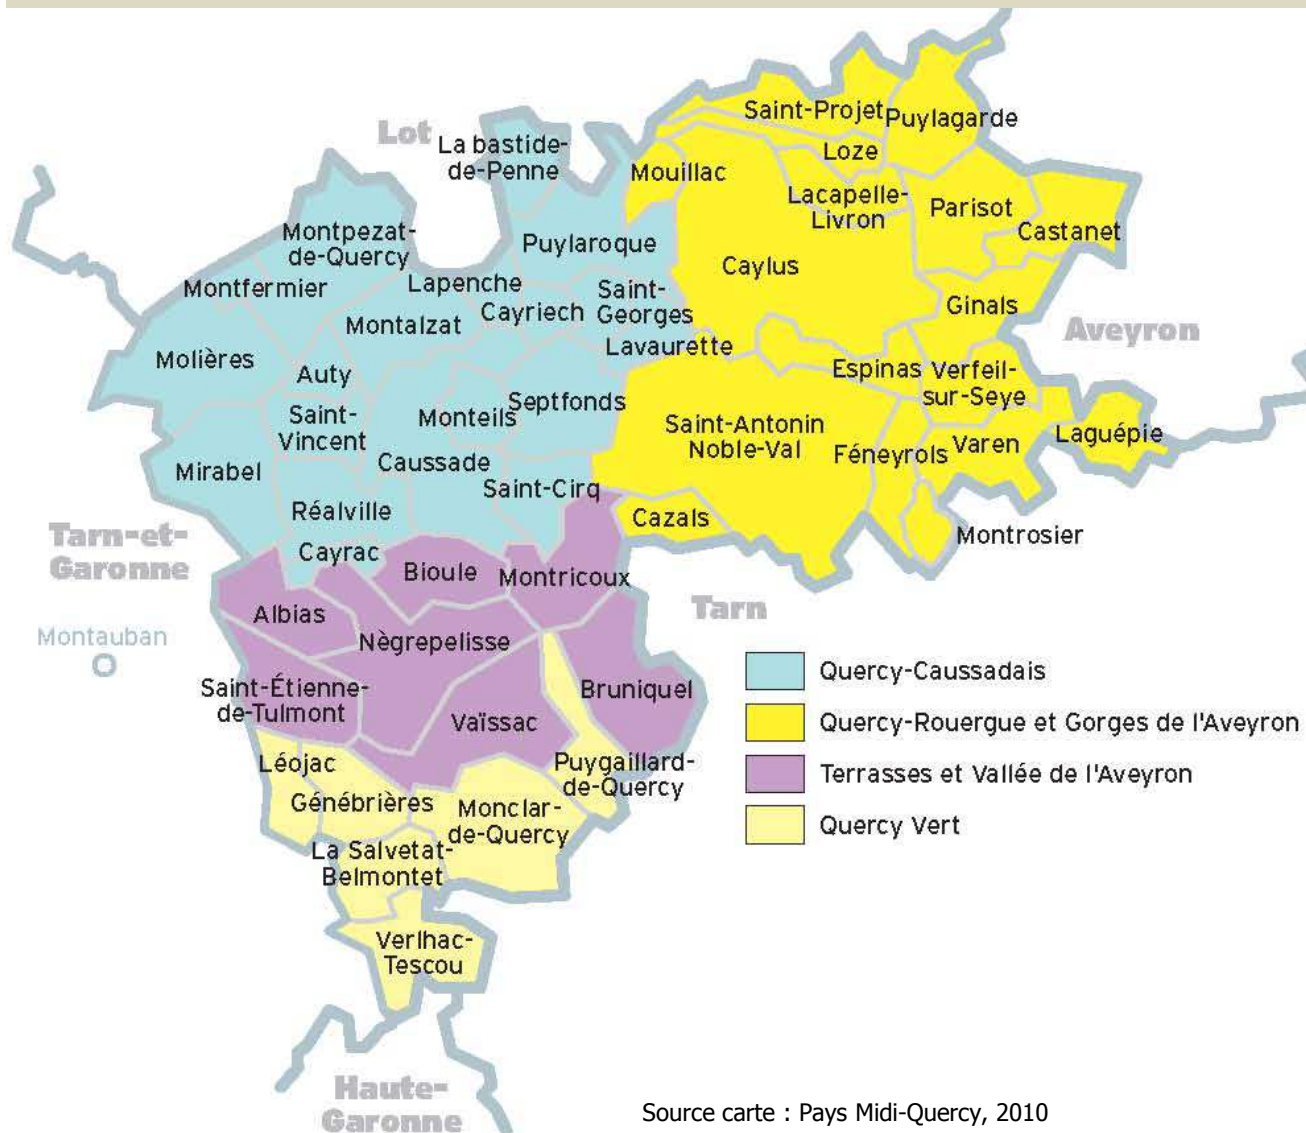 Lot
La bastide-
de-Penne
Saint-Projet
Puylagarde
Loze
Mouillac
Lacapelle-
Livron
Parisot
Castanet
Montpezat-
de-Quercy
Puylaroque
Caylus
Montfermier
Lapenche
Cayriech
Saint-
Georges
Ginals
Montalzat
Lavaurette
Aveyron
Molières
Auty
Espinas
Verfeil-
sur-Seye
Saint-
Vincent
Monteils
Septfonds
Saint-Antonin
Noble-Val
Féneyrols
Varen
Laguépie
Mirabel
Caussade
Saint-Cirq
Réalville
Cazals
Montrosier
Tarn-et-
Garonne
Cayrac
Bioule
Montricoux
Albias
Tarn
Montauban
Nègrepelisse
Saint-Étienne-
de-Tulmont
Vaïssac
Bruniquel
Quercy-Caussadais
Quercy-Rouergue et Gorges de l'Aveyron
Terrasses et Vallée de l'Aveyron
Quercy Vert
Léojac
Génébrières
Puygaillard-
de-Quercy
Monclar-
de-Quercy
La Salvetat-
Belmontet
Verlhac-
Tescou
Haute-
Garonne
Source carte : Pays Midi-Quercy, 2010